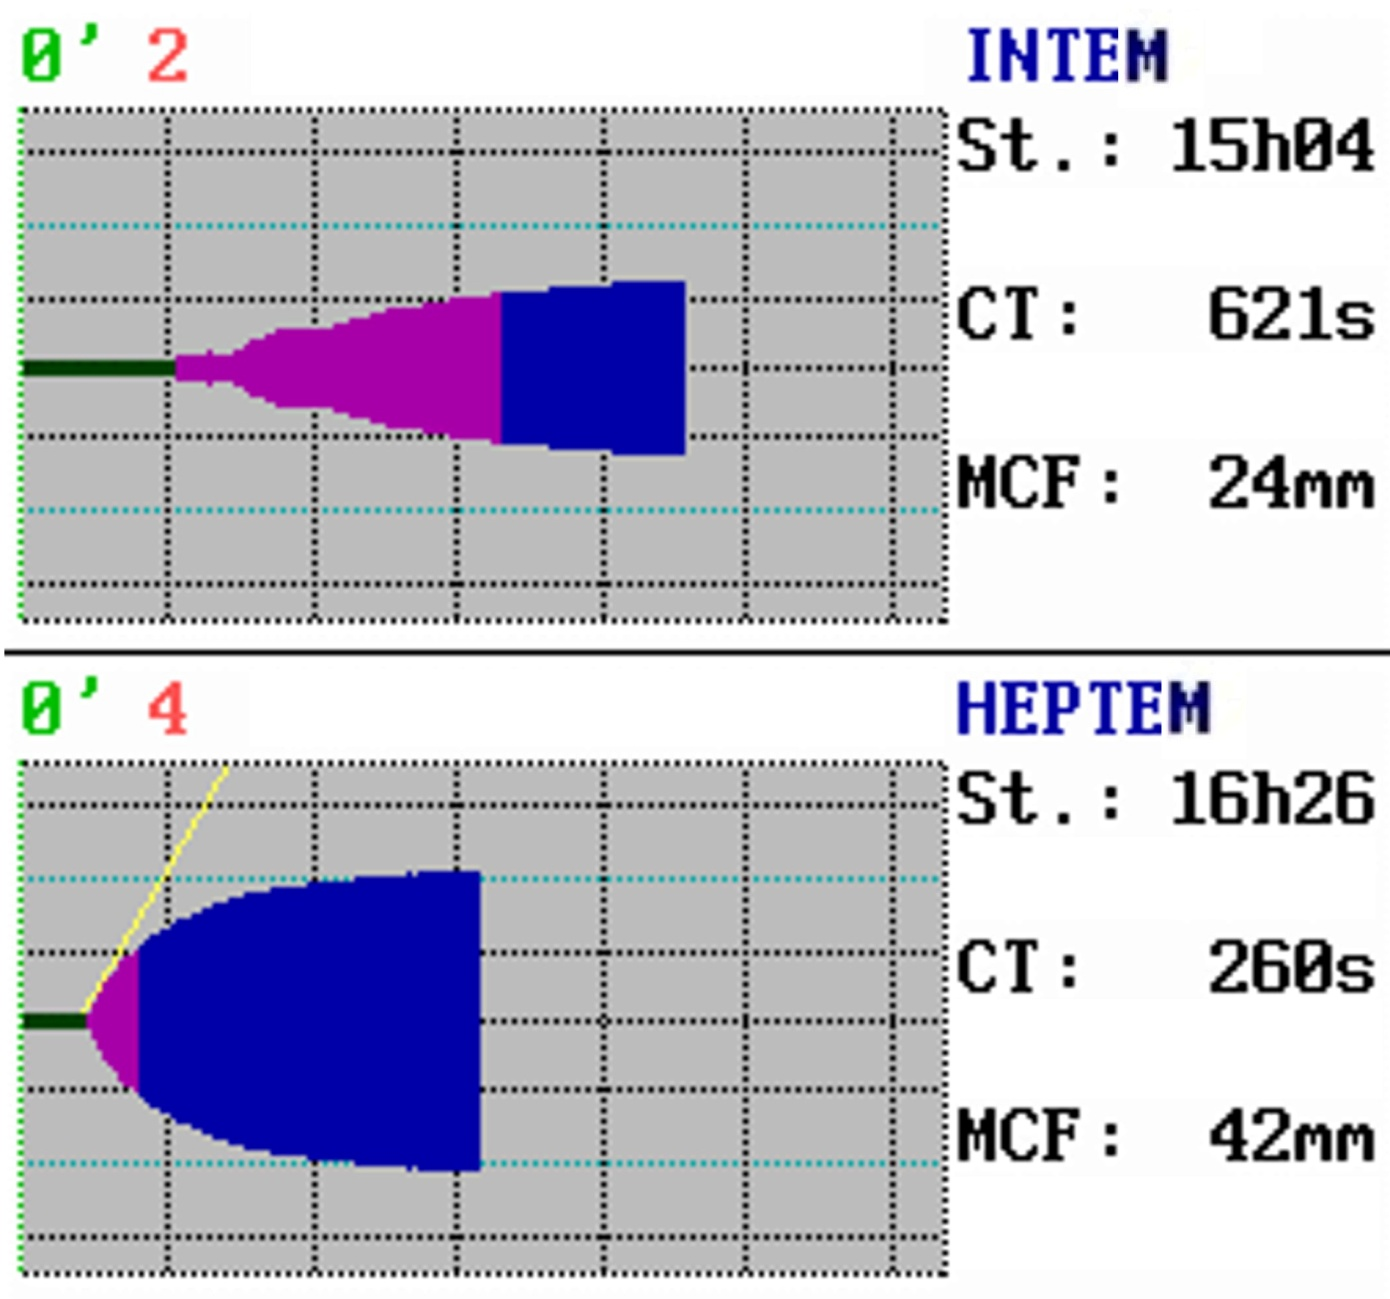 0' 2 INTEM
St.: 15h04
CT: 621s
MCF: 24mm
0' 4 HEPTEM
St.: 16h26
CT: 260s
MCF: 42mm